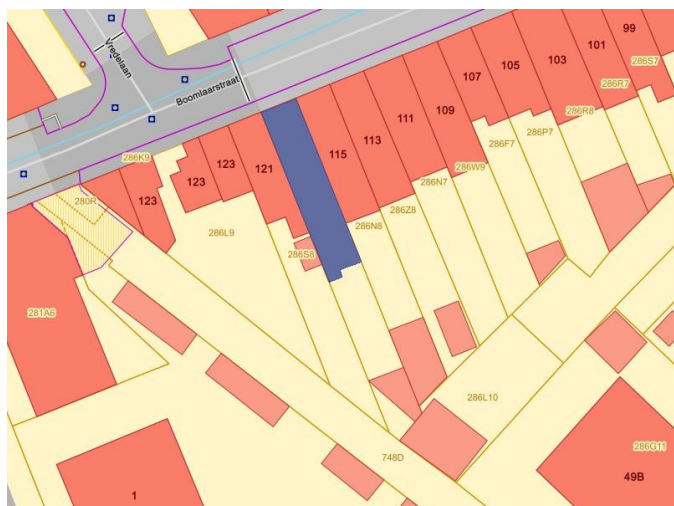 99
101
286S7
103
286R7
105
Vredelaan
107
286R8
Boomlaarstraat
109
286P7
111
286F7
113
286W9
115
286K9
123
121
286N7
123
123
280R
286Z8
286N8
286L9
286S8
281A6
286L10
286G11
748D
49B
1